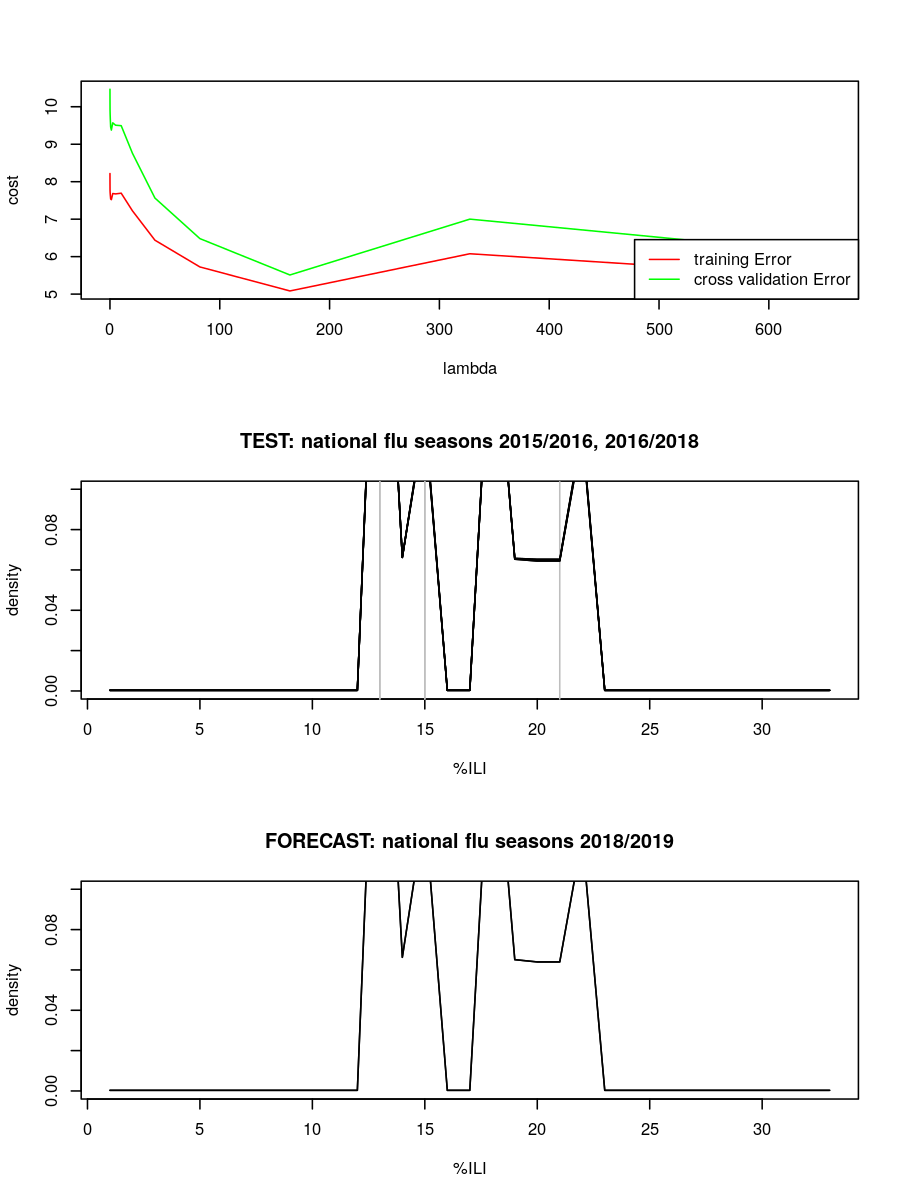 10
9
8
7
6
5
cost
training Error
cross validation Error
0 100 200 300 400 500 600
lambda
TEST: national flu seasons 2015/2016, 2016/2018
0.08
0.04
0.00
density
0 5 10 15 20 25 30
%ILI
FORECAST: national flu seasons 2018/2019
0.08
0.04
0.00
density
0 5 10 15 20 25 30
%ILI